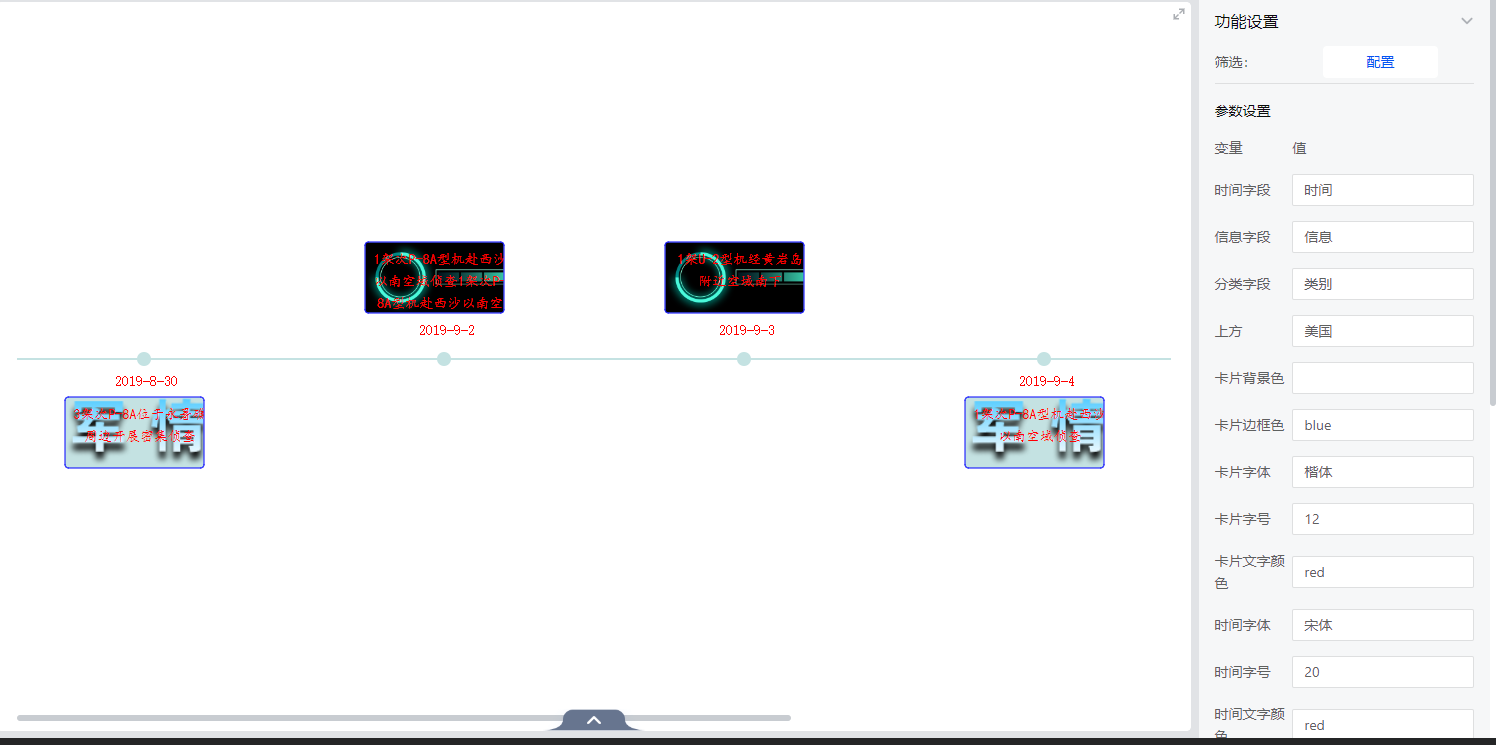 1架次P-8A型机赴西沙
以南空域侦查1架次P-
8A型机赴西沙以南空
2019-9-2
1架U-2型机经黄岩岛
附近空域南下
2019-9-3
2019-8-30
架次P-8A位于永暑礁
周边开展密集侦查
军 情
2019-9-4
1架次P-8A型机赴西沙
以南空域侦查
军 情
功能设置
筛选：
配置
参数设置
变量 值
时间字段 时间
信息字段 信息
分类字段 类别
上方 美国
卡片背景色
卡片边框色 blue
卡片字体 楷体
卡片字号 12
卡片文字颜
色 red
时间字体 宋体
时间字号 20
时间文字颜
色 red